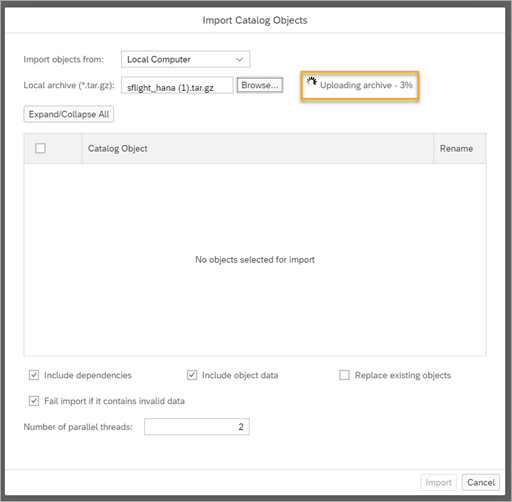 Import Catalog Objects
Import objects from: Local Computer
Local archive (*.tar.gz): sflight_hana (1).tar.gz Browse... Uploading archive - 3%
Expand/Collapse All
Catalog Object Rename
No objects selected for import
Include dependencies Include object data Replace existing objects
Fail import if it contains invalid data
Number of parallel threads: 2
Import Cancel